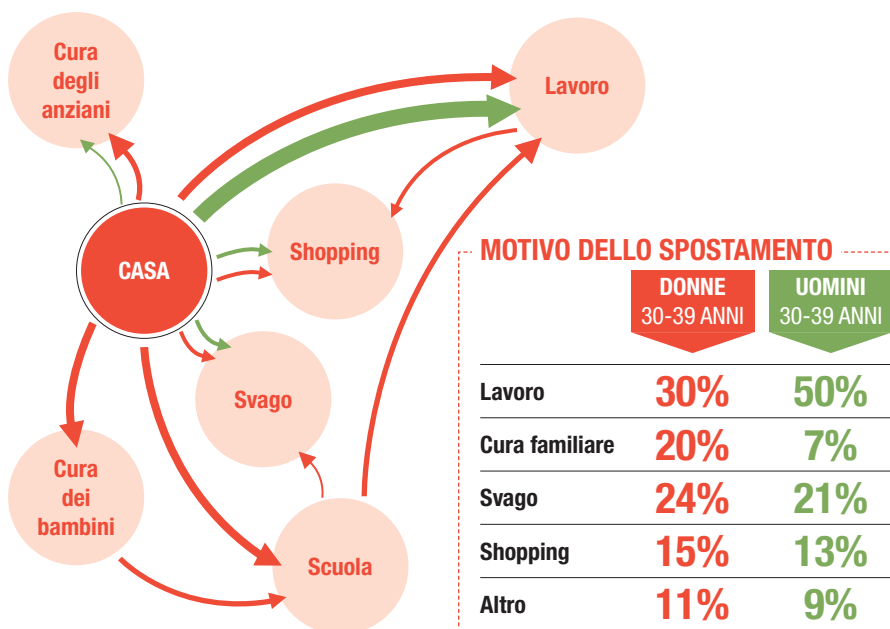 Cura
degli
anziani
Lavoro
Shopping
CASA
Svago
Cura
dei
bambini
Scuola
MOTIVO DELLO SPOSTAMENTO
DONNE
30-39 ANNI
UOMINI
30-39 ANNI
Lavoro 30% 50%
Cura familiare 20% 7%
Svago 24% 21%
Shopping 15% 13%
Altro 11% 9%